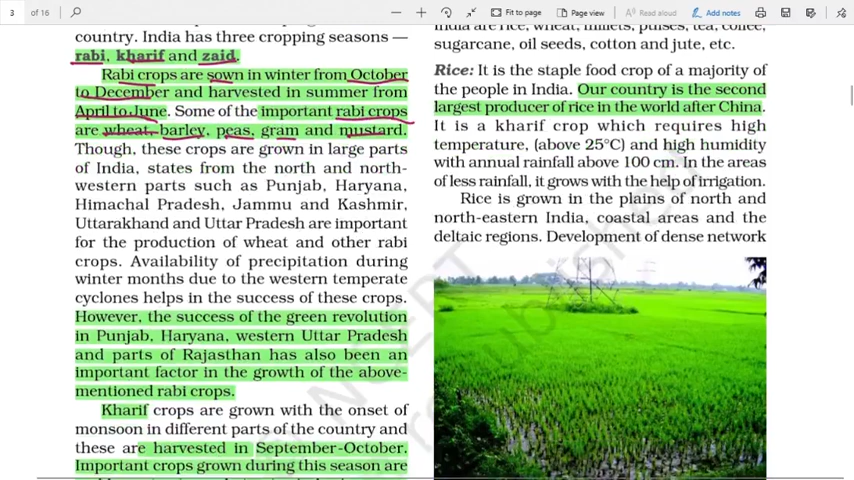 3 of 16
Fit to page
Page view
Read aloud
Add notes
country. India has three cropping seasons —
rabi, kharif and zaid.
Rabi crops are sown in winter from October
to December and harvested in summer from
April to June. Some of the important rabi crops
are wheat, barley, peas, gram and mustard.
Though, these crops are grown in large parts
of India, states from the north and north-
western parts such as Punjab, Haryana,
Himachal Pradesh, Jammu and Kashmir,
Uttarakhand and Uttar Pradesh are important
for the production of wheat and other rabi
crops. Availability of precipitation during
winter months due to the western temperate
cyclones helps in the success of these crops.
However, the success of the green revolution
in Punjab, Haryana, western Uttar Pradesh
and parts of Rajasthan has also been an
important factor in the growth of the above-
mentioned rabi crops.
Kharif crops are grown with the onset of
monsoon in different parts of the country and
these are harvested in September-October.
Important crops grown during this season are
India are rice, wheat, millets, pulses, tea, coffee,
sugarcane, oil seeds, cotton and jute, etc.
Rice: It is the staple food crop of a majority of
the people in India. Our country is the second
largest producer of rice in the world after China.
It is a kharif crop which requires high
temperature, (above 25°C) and high humidity
with annual rainfall above 100 cm. In the areas
of less rainfall, it grows with the help of irrigation.
Rice is grown in the plains of north and
north-eastern India, coastal areas and the
deltaic regions. Development of dense network